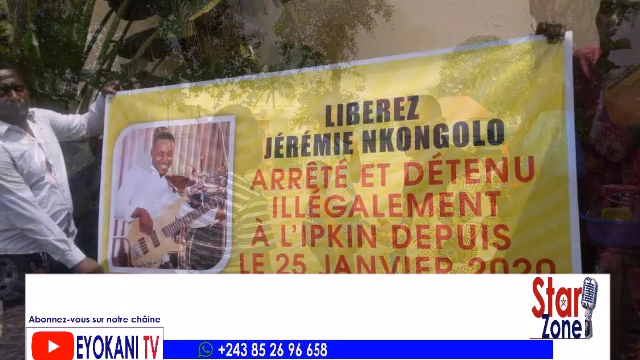 LIBEREZ
JÉRÉMIE NKONGOLO
ARRÊTÉ ET DÉTENU
ILLÉGALEMENT
À L'IPKIN DEPUIS
LE 25 JANVIER 2020
Star
Zone
Abonnez-vous sur notre châine
EYOKANI TV
+243 85 26 96 658